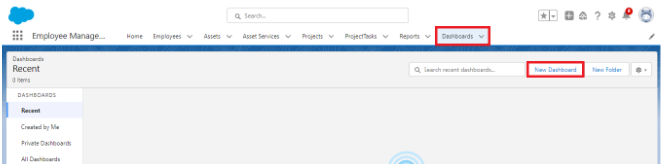 Search...
Employee Manage...
Home Employees Assets Asset Services Projects ProjectTasks Reports Dashboards
Dashboards
Recent
0 items
Search recent dashboards...
New Dashboard
New Folder
DASHBOARDS
Recent
Created by Me
Private Dashboards
All Dashboards